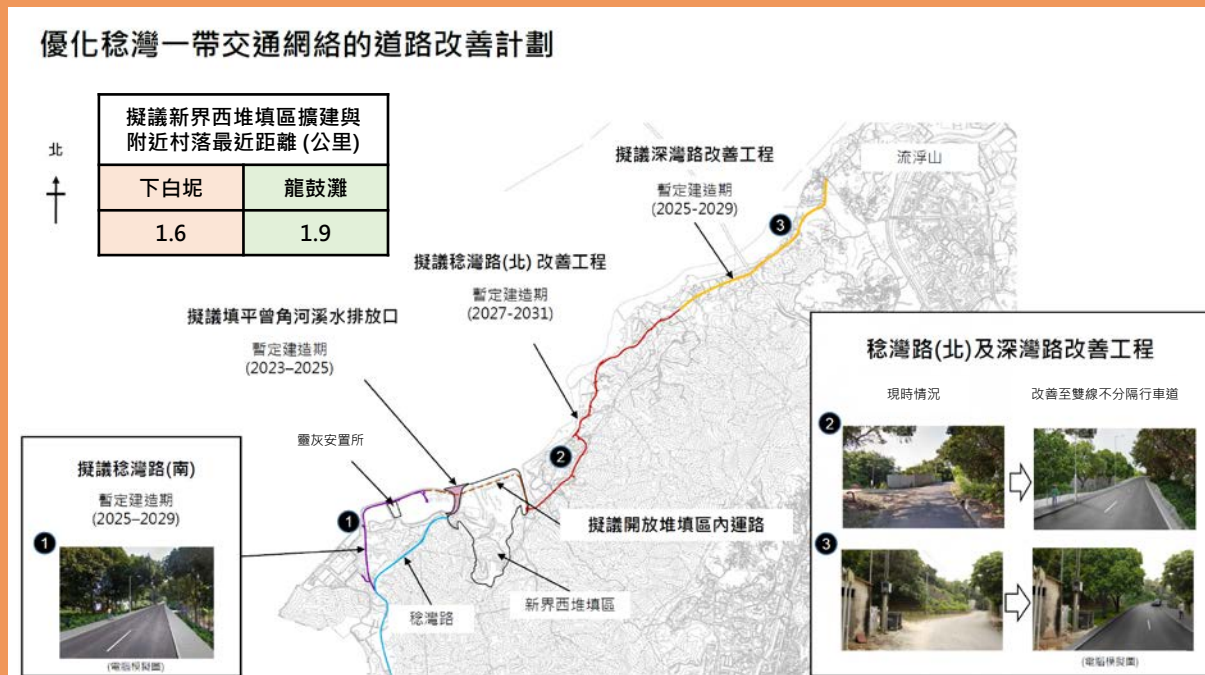 優化稔灣一帶交通網絡的道路改善計劃
擬議新界西堆填區擴建與
附近村落最近距離 (公里)
下白坭
龍鼓灘
1.6
1.9
北
擬議深灣路改善工程
暫定建造期
(2025-2029)
流浮山
3
擬議稔灣路(北) 改善工程
暫定建造期
(2027-2031)
擬議填平曾角河溪水排放口
暫定建造期
(2023–2025)
靈灰安置所
2
1
擬議開放堆填區內運路
新界西堆填區
稔灣路
擬議稔灣路(南)
暫定建造期
(2025–2029)
1
(電腦模擬圖)
稔灣路(北)及深灣路改善工程
現時情況
改善至雙線不分隔行車道
2
3
(電腦模擬圖)